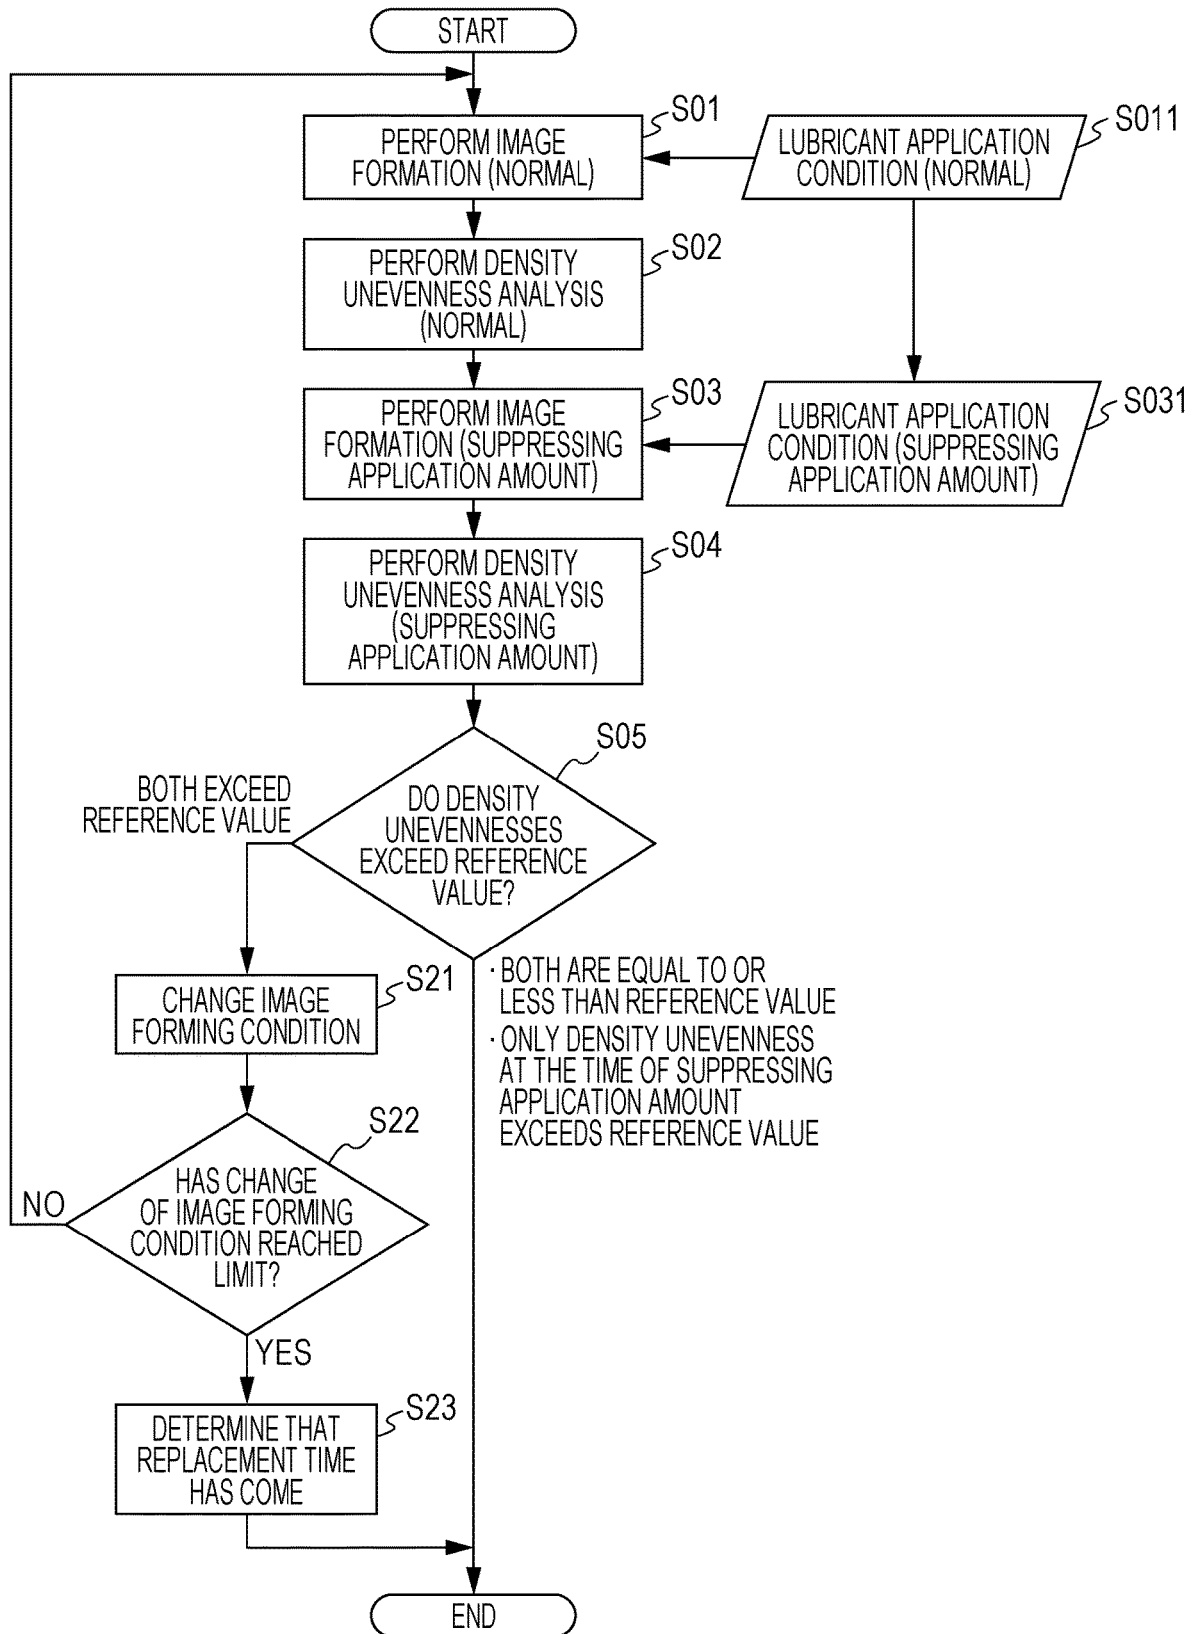 START
S01
PERFORM IMAGE
FORMATION (NORMAL)
S011
LUBRICANT APPLICATION
CONDITION (NORMAL)
S02
PERFORM DENSITY
UNEVENNESS ANALYSIS
(NORMAL)
S03
PERFORM IMAGE
FORMATION (SUPPRESSING
APPLICATION AMOUNT)
S031
LUBRICANT APPLICATION
CONDITION (SUPPRESSING
APPLICATION AMOUNT)
S04
PERFORM DENSITY
UNEVENNESS ANALYSIS
(SUPPRESSING
APPLICATION AMOUNT)
S05
DO DENSITY
UNEVENNESSES
EXCEED REFERENCE
VALUE?
BOTH EXCEED
REFERENCE VALUE
· BOTH ARE EQUAL TO OR
LESS THAN REFERENCE VALUE
· ONLY DENSITY UNEVENNESS
AT THE TIME OF SUPPRESSING
APPLICATION AMOUNT
EXCEEDS REFERENCE VALUE
S21
CHANGE IMAGE
FORMING CONDITION
S22
HAS CHANGE
OF IMAGE FORMING
CONDITION REACHED
LIMIT?
NO
YES
S23
DETERMINE THAT
REPLACEMENT TIME
HAS COME
END